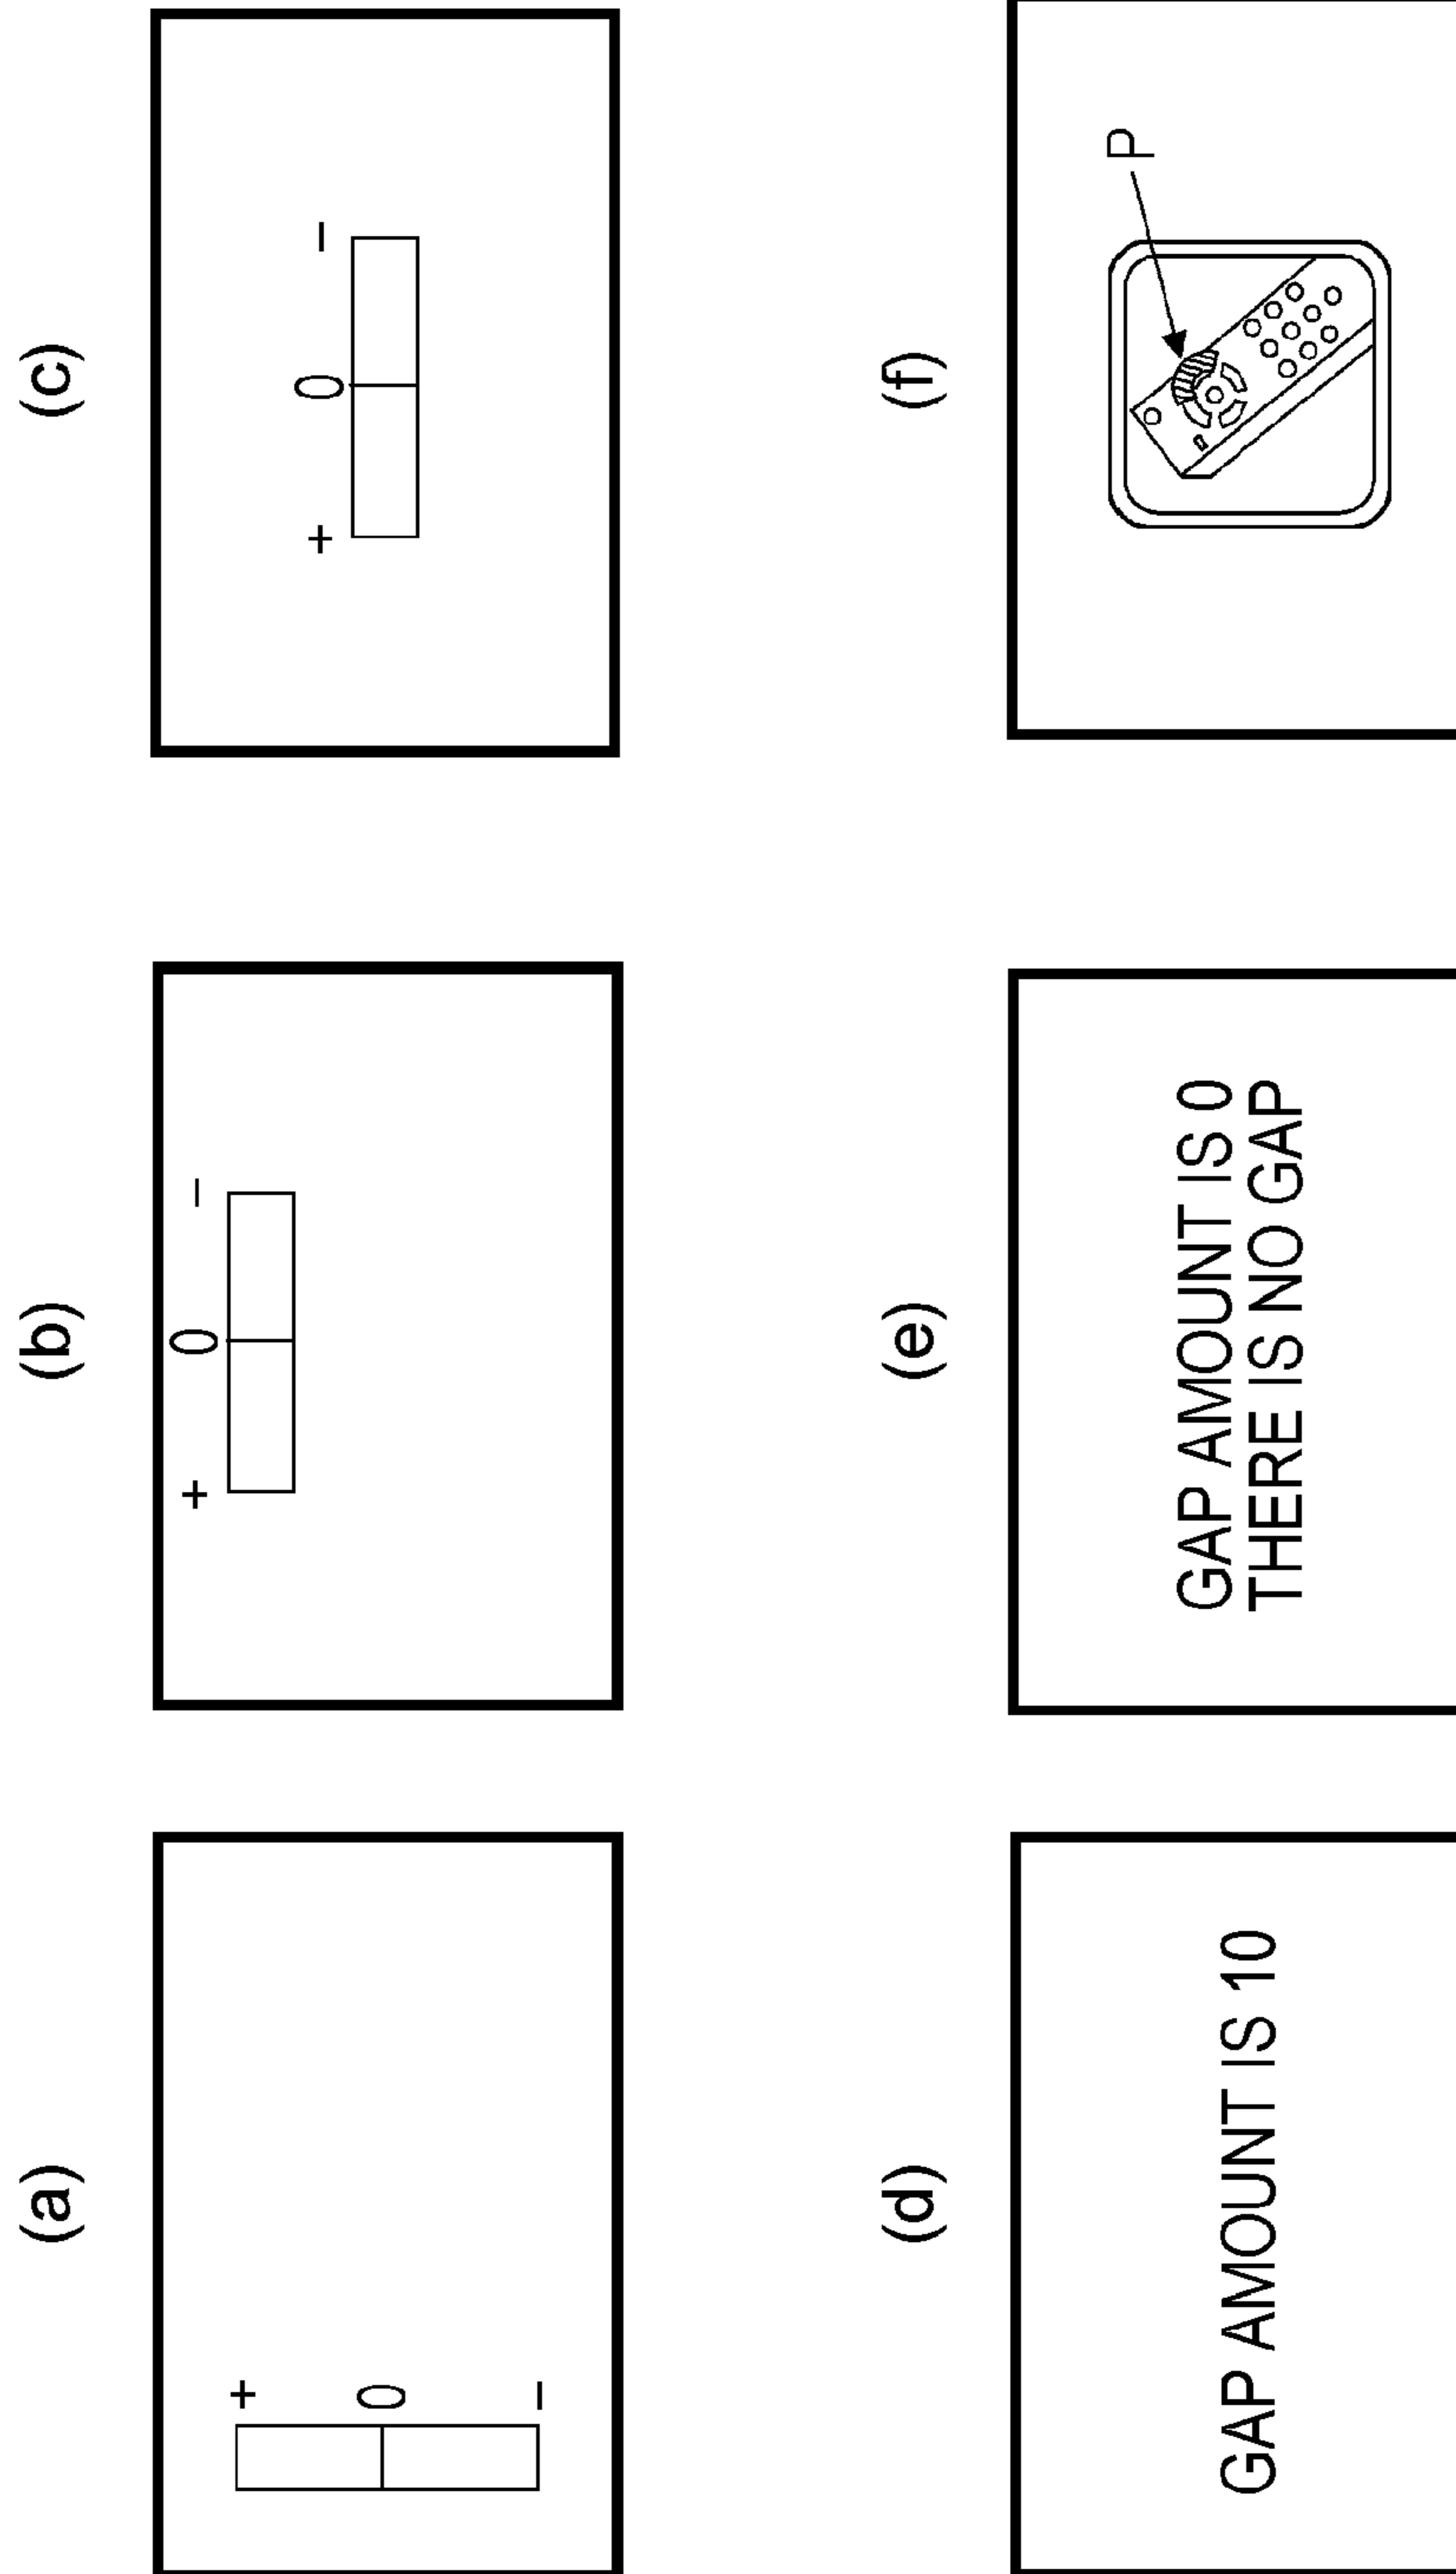 (a)
+
0
−
(b)
+ 0 −
(c)
+ 0 −
(d)
GAP AMOUNT IS 10
(e)
GAP AMOUNT IS 0
THERE IS NO GAP
(f)
P